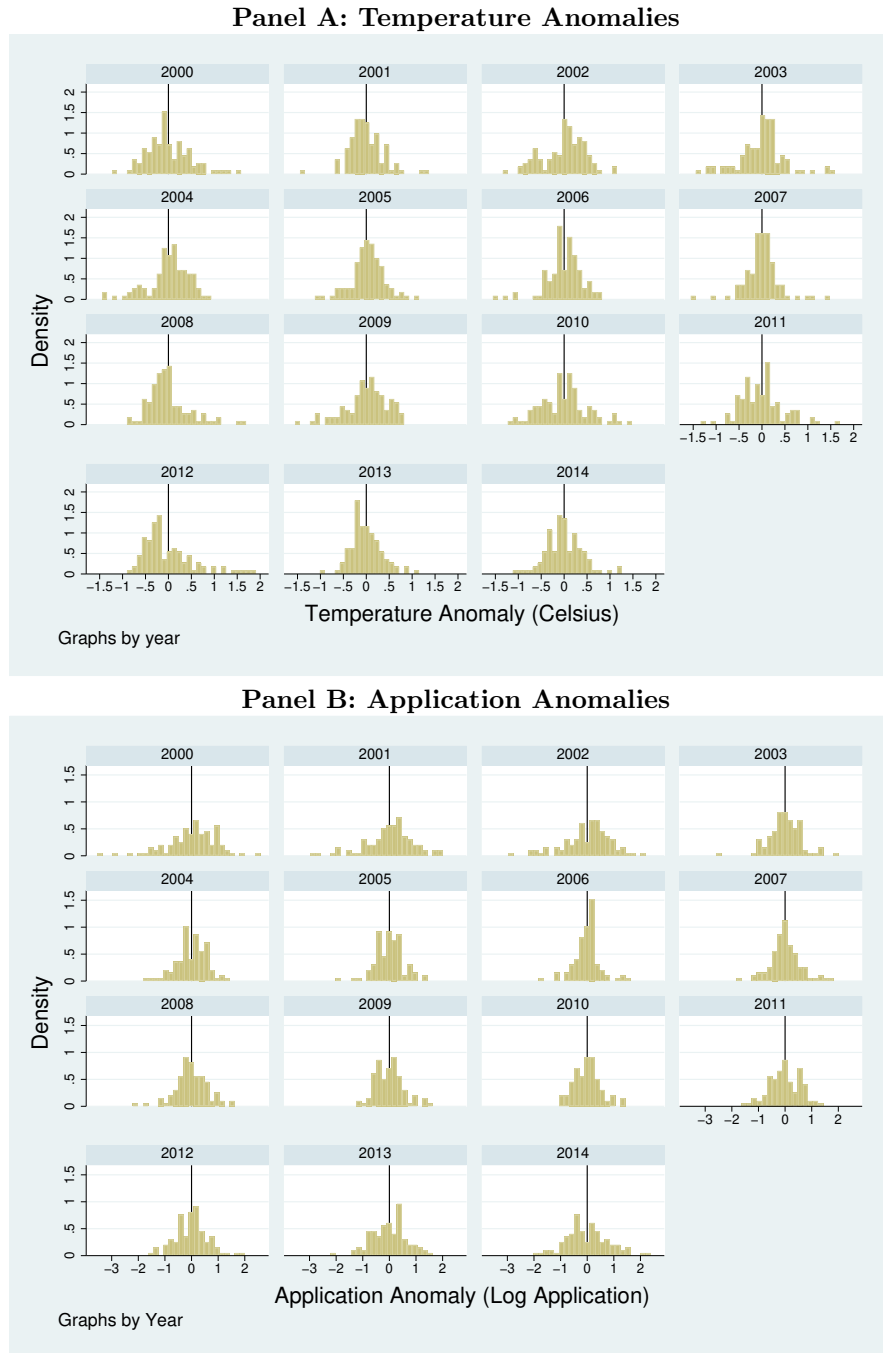 Panel A: Temperature Anomalies
2000 2001 2002 2003
0 .5 1 1.5 2
2004 2005 2006 2007
0 .5 1 1.5 2
2008 2009 2010 2011
0 .5 1 1.5 2
−1.5 −1 −.5 0 .5 1 1.5 2
2012 2013 2014
0 .5 1 1.5 2
−1.5 −1 −.5 0 .5 1 1.5 2 −1.5 −1 −.5 0 .5 1 1.5 2 −1.5 −1 −.5 0 .5 1 1.5 2
Density
Temperature Anomaly (Celsius)
Graphs by year
Panel B: Application Anomalies
2000 2001 2002 2003
0 .5 1 1.5
2004 2005 2006 2007
0 .5 1 1.5
2008 2009 2010 2011
0 .5 1 1.5
−3 −2 −1 0 1 2
2012 2013 2014
0 .5 1 1.5
−3 −2 −1 0 1 2 −3 −2 −1 0 1 2 −3 −2 −1 0 1 2
Density
Application Anomaly (Log Application)
Graphs by Year